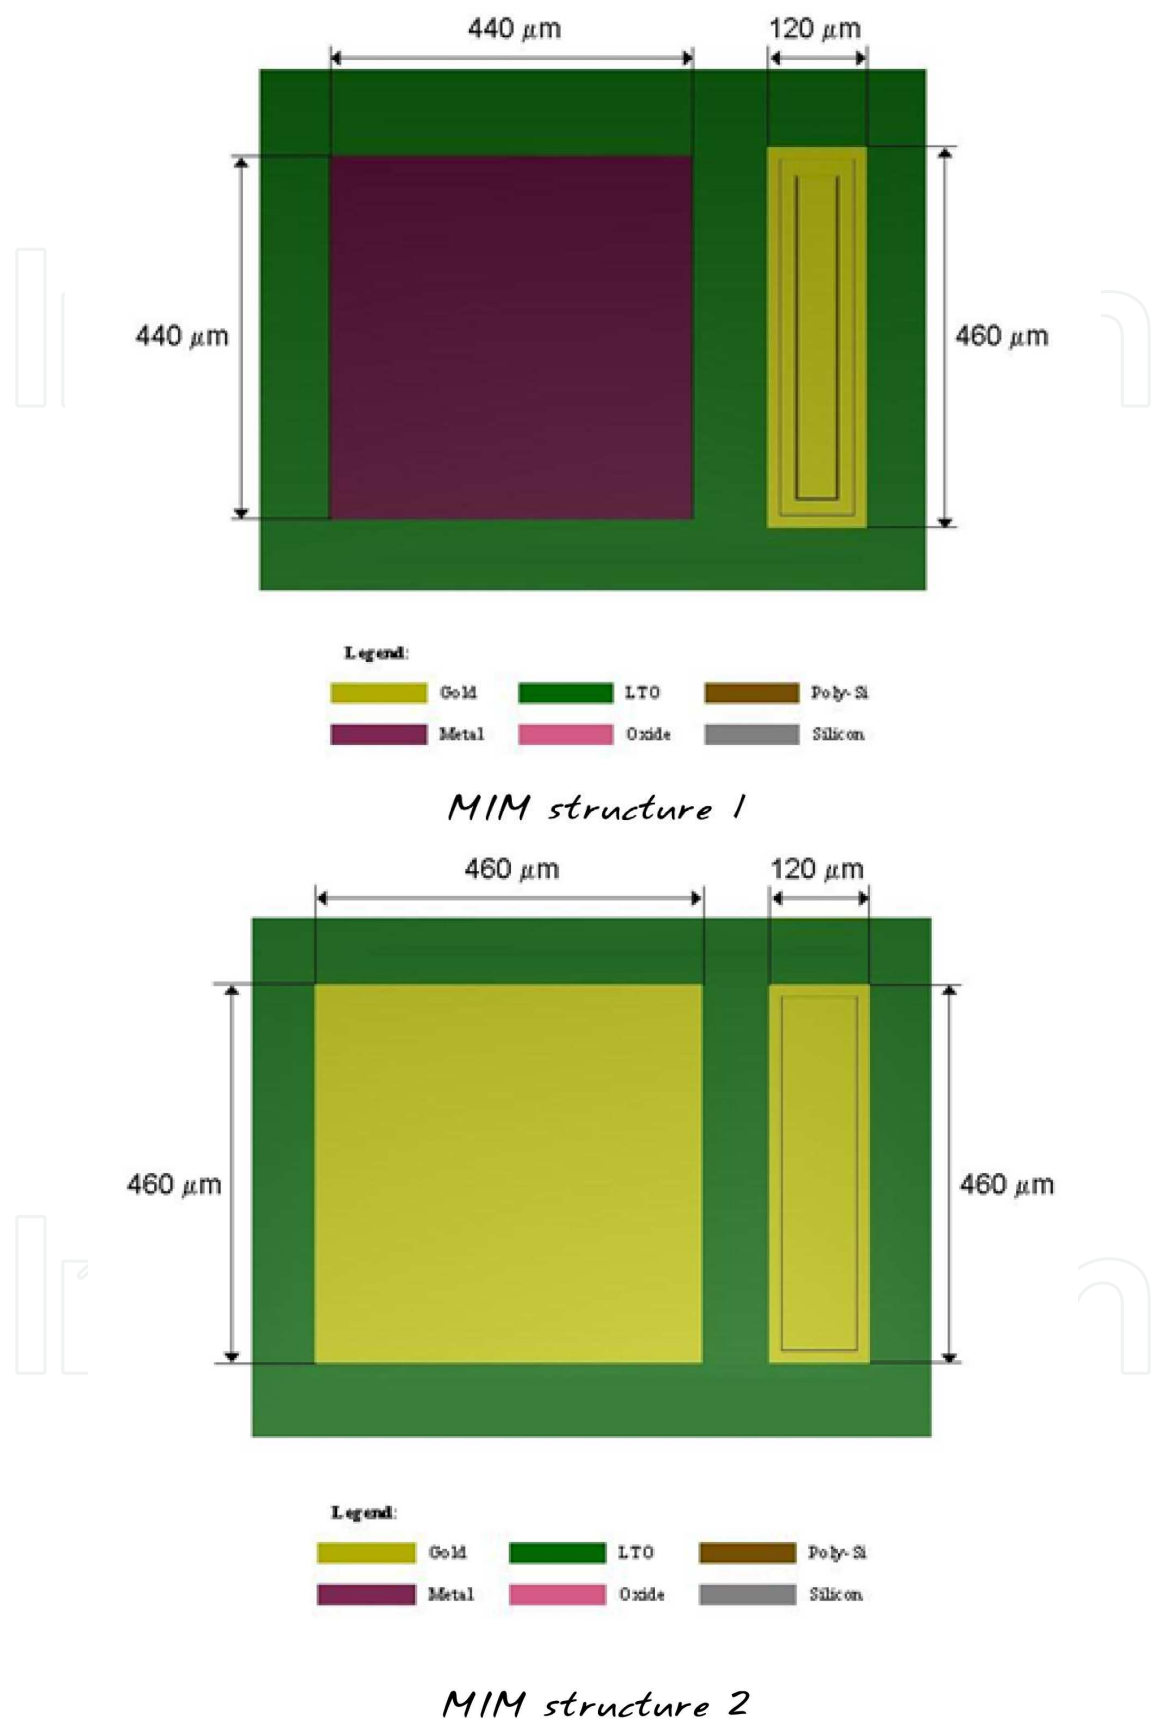 440 μm 120 μm
440 μm 460 μm
Legend:
Gold LTO Poly-Si
Metal Oxide Silicon
MIM structure 1
460 μm 120 μm
460 μm 460 μm
Legend:
Gold LTO Poly-Si
Metal Oxide Silicon
MIM structure 2